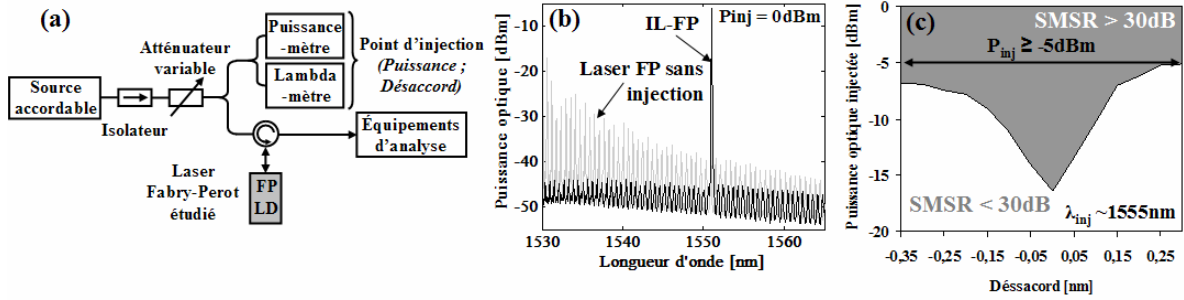 (a)
Puissance
-mètre
Atténuateur
variable
Lambda
-mètre
Point d'injection
(Puissance ;
Désaccord)
Source
accordable
Isolateur
Équipements
d'analyse
Laser
Fabry-Perot
étudié
FP
LD
(b)
Pinj = 0dBm
IL-FP
Laser FP sans
injection
Puissance optique [dBm]
-10
-20
-30
-40
-50
1530
1540
1550
1560
Longueur d'onde [nm]
(c)
SMSR > 30dB
Pinj ≥ -5dBm
SMSR < 30dB
λinj ~1555nm
Puissance optique injectée [dBm]
0
-5
-10
-15
-20
-0,35
-0,25
-0,15
-0,05
0,05
0,15
0,25
Déssacord [nm]